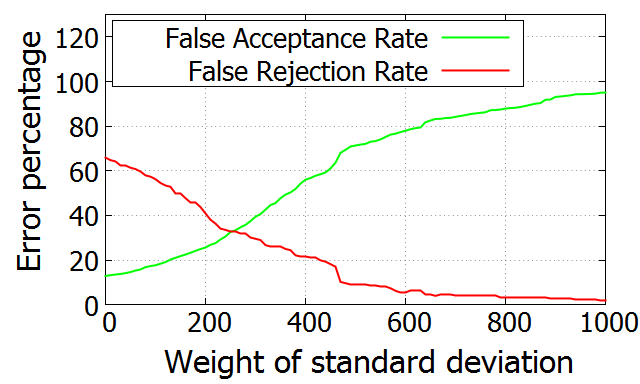 False Acceptance Rate
False Rejection Rate
Error percentage
120
100
80
60
40
20
0
0 200 400 600 800 1000
Weight of standard deviation